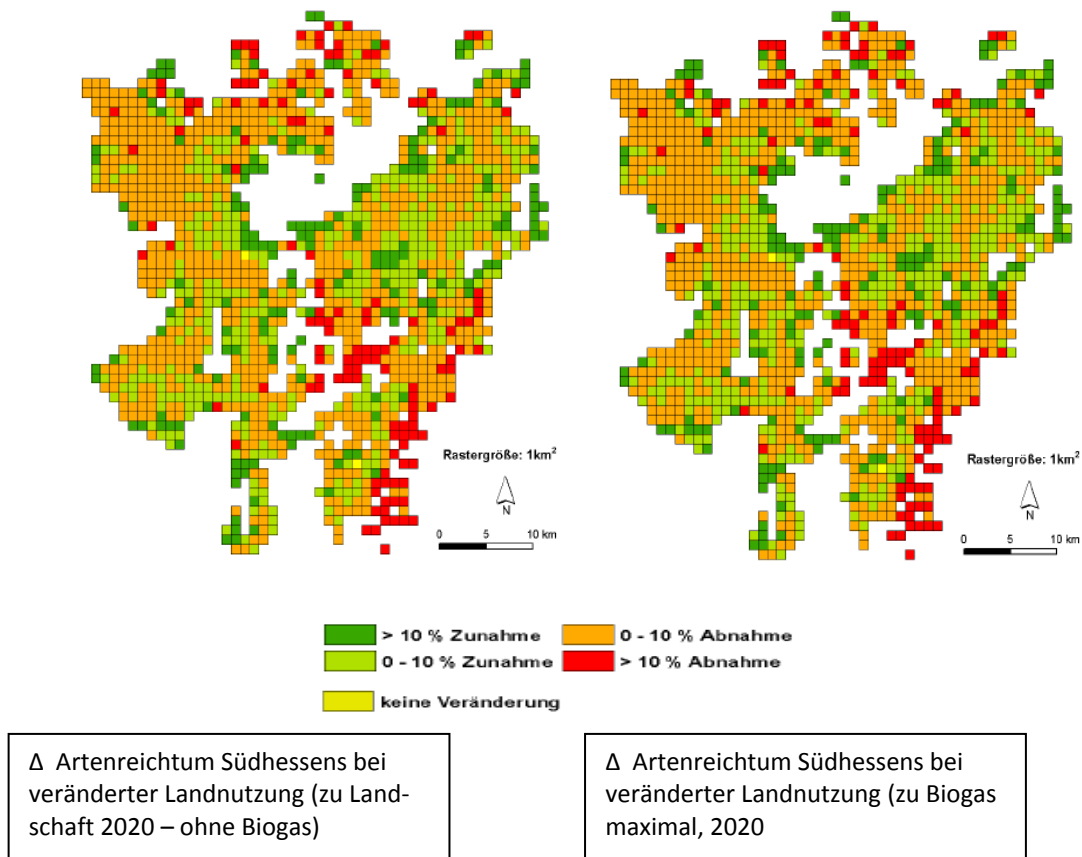 Rastergröße: 1km²
N
0 5 10 km
Rastergröße: 1km²
N
0 5 10 km
> 10 % Zunahme
0 - 10 % Abnahme
0 - 10 % Zunahme
> 10 % Abnahme
keine Veränderung
Δ Artenreichtum Südhessens bei
veränderter Landnutzung (zu Land-
schaft 2020 – ohne Biogas)
Δ Artenreichtum Südhessens bei
veränderter Landnutzung (zu Biogas
maximal, 2020